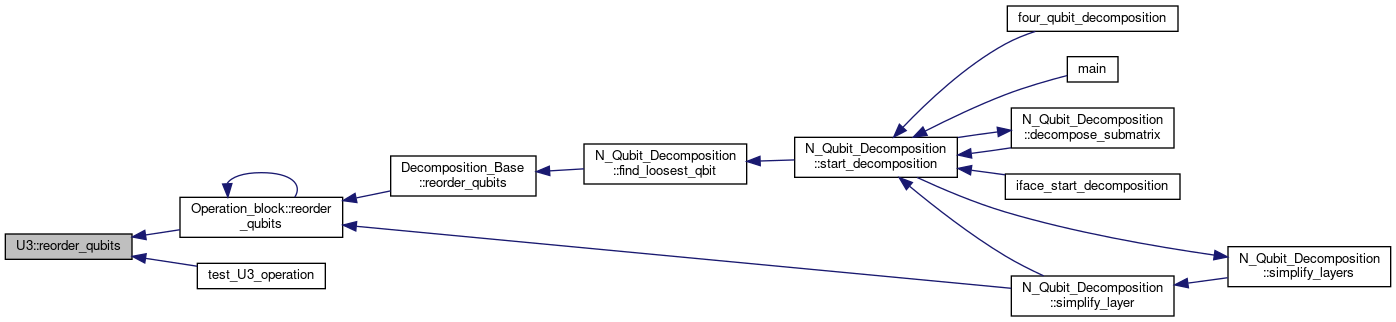 four_qubit_decomposition
main
N_Qubit_Decomposition
::decompose_submatrix
N_Qubit_Decomposition
::start_decomposition
Decomposition_Base
::reorder_qubits
N_Qubit_Decomposition
::find_loosest_qbit
iface_start_decomposition
Operation_block::reorder
_qubits
U3::reorder_qubits
test_U3_operation
N_Qubit_Decomposition
::simplify_layers
N_Qubit_Decomposition
::simplify_layer